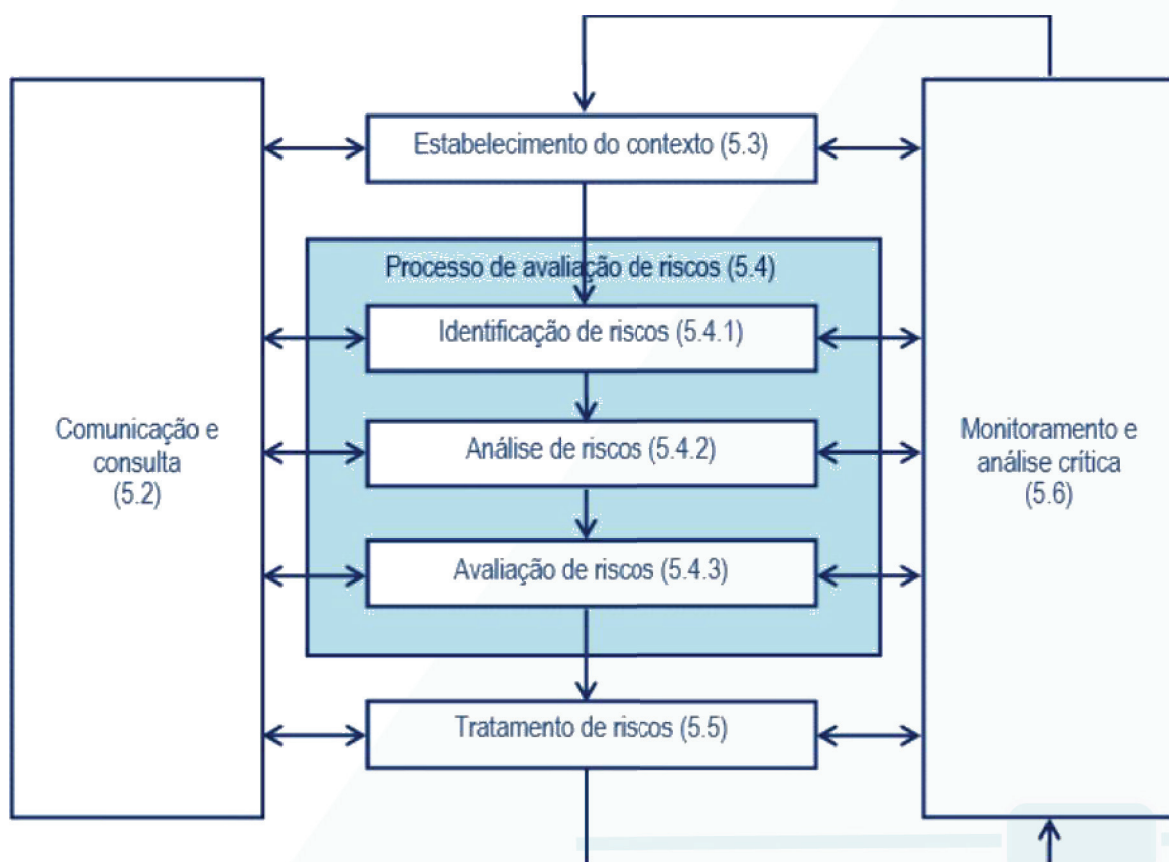 Estabelecimento do contexto (5.3)
Processo de avaliação de riscos (5.4)
Identificação de riscos (5.4.1)
Comunicação e
consulta
(5.2)
Análise de riscos (5.4.2)
Monitoramento e
análise crítica
(5.6)
Avaliação de riscos (5.4.3)
Tratamento de riscos (5.5)